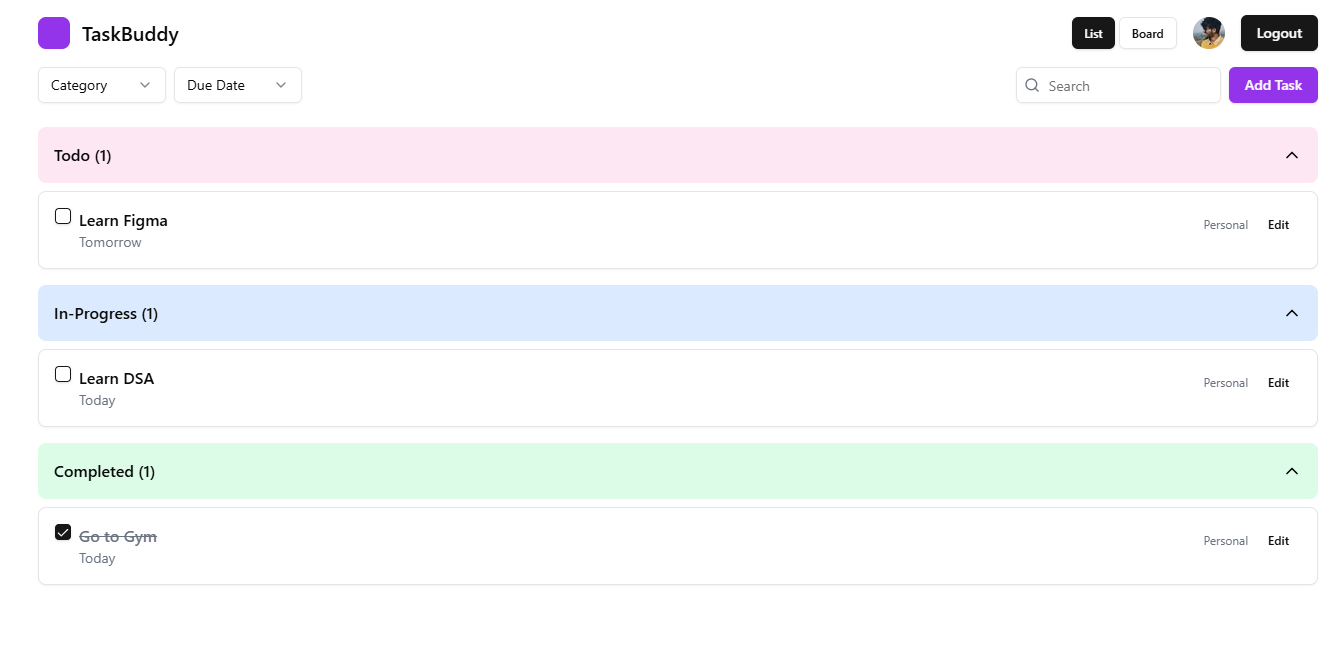 TaskBuddy
List
Board
Logout
Category
Due Date
Search
Add Task
Todo (1)
Learn Figma
Tomorrow
Personal
Edit
In-Progress (1)
Learn DSA
Today
Personal
Edit
Completed (1)
Go to Gym
Today
Personal
Edit